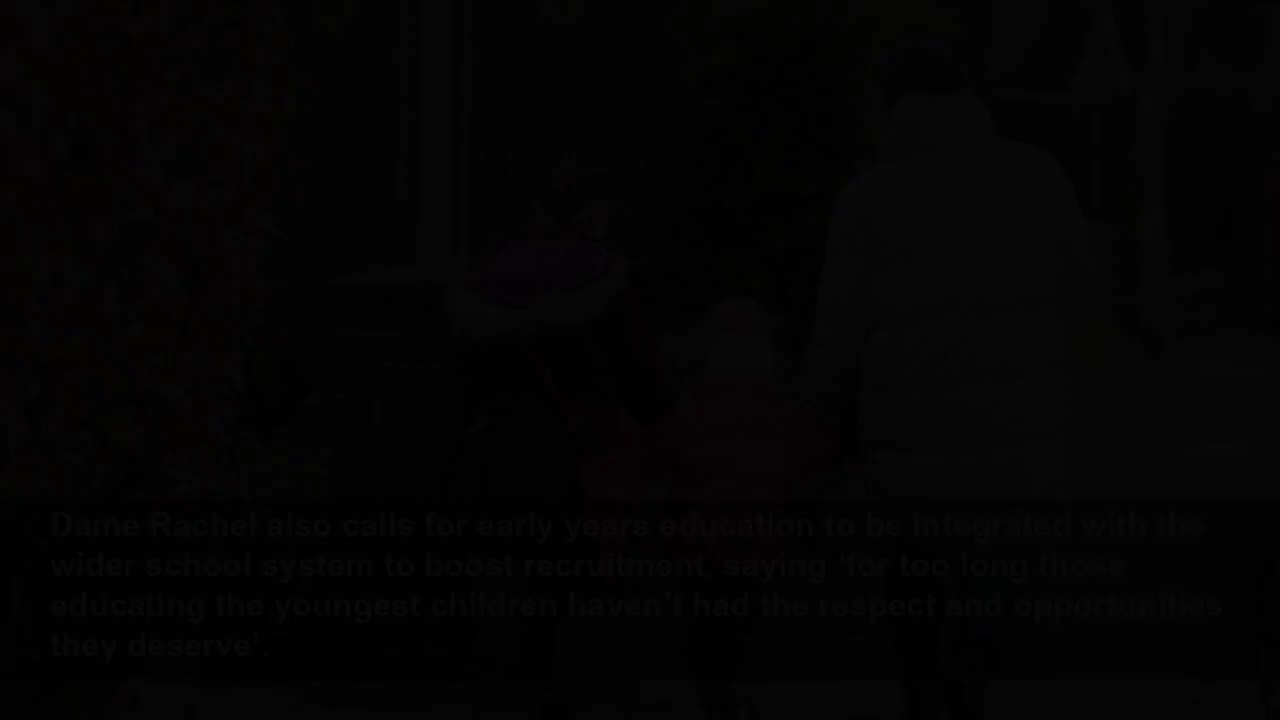 Dame Rachel also calls for early years education to be integrated with the
wider school system to boost recruitment, saying 'for too long those
educating the youngest children haven't had the respect and opportunities
they deserve'.